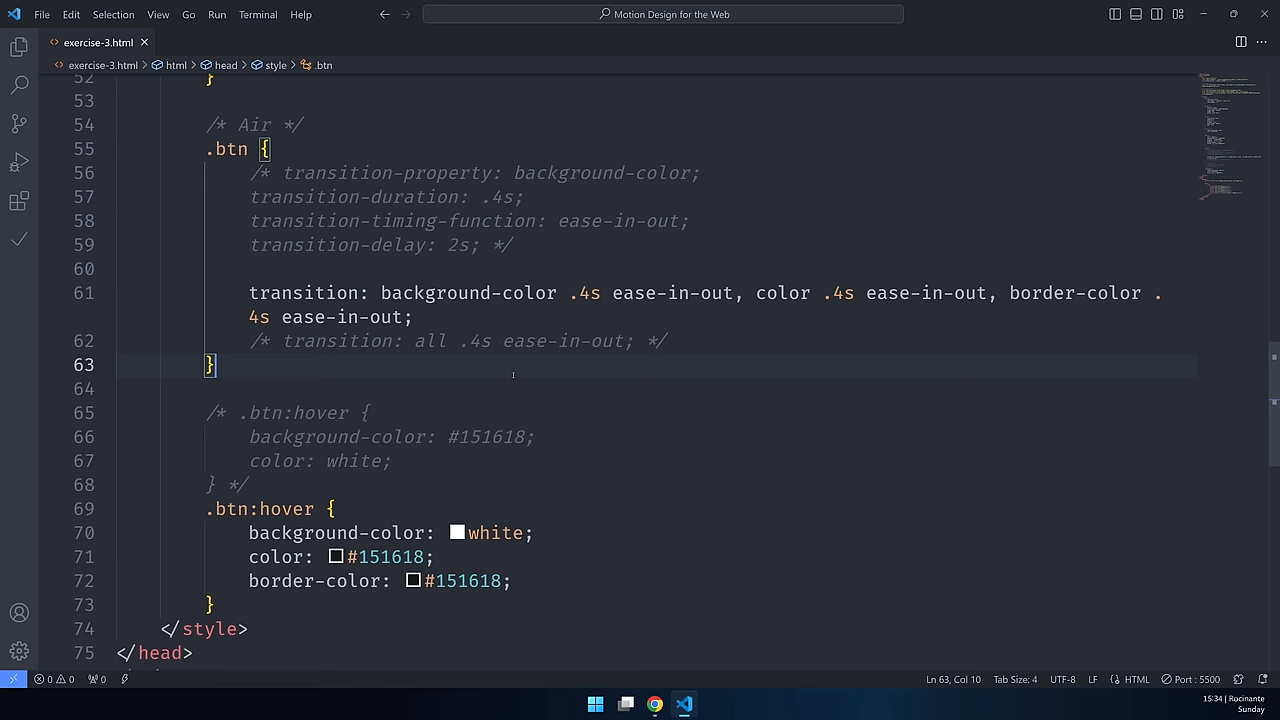 File Edit Selection View Go Run Terminal Help
Motion Design for the Web
exercise-3.html
exercise-3.html > html > head > style > .btn
52 }
53
54 /* Air */
55 .btn {
56 /* transition-property: background-color;
57 transition-duration: .4s;
58 transition-timing-function: ease-in-out;
59 transition-delay: 2s; */
60
61 transition: background-color .4s ease-in-out, color .4s ease-in-out, border-color .
4s ease-in-out;
62 /* transition: all .4s ease-in-out; */
63 }
64
65 /* .btn:hover {
66 background-color: #151618;
67 color: white;
68 } */
69 .btn:hover {
70 background-color: white;
71 color: #151618;
72 border-color: #151618;
73 }
74 </style>
75 </head>
0 0 0 Ln 63, Col 10 Tab Size: 4 UTF-8 LF HTML Port : 5500
15:34 | Rocinante
Sunday